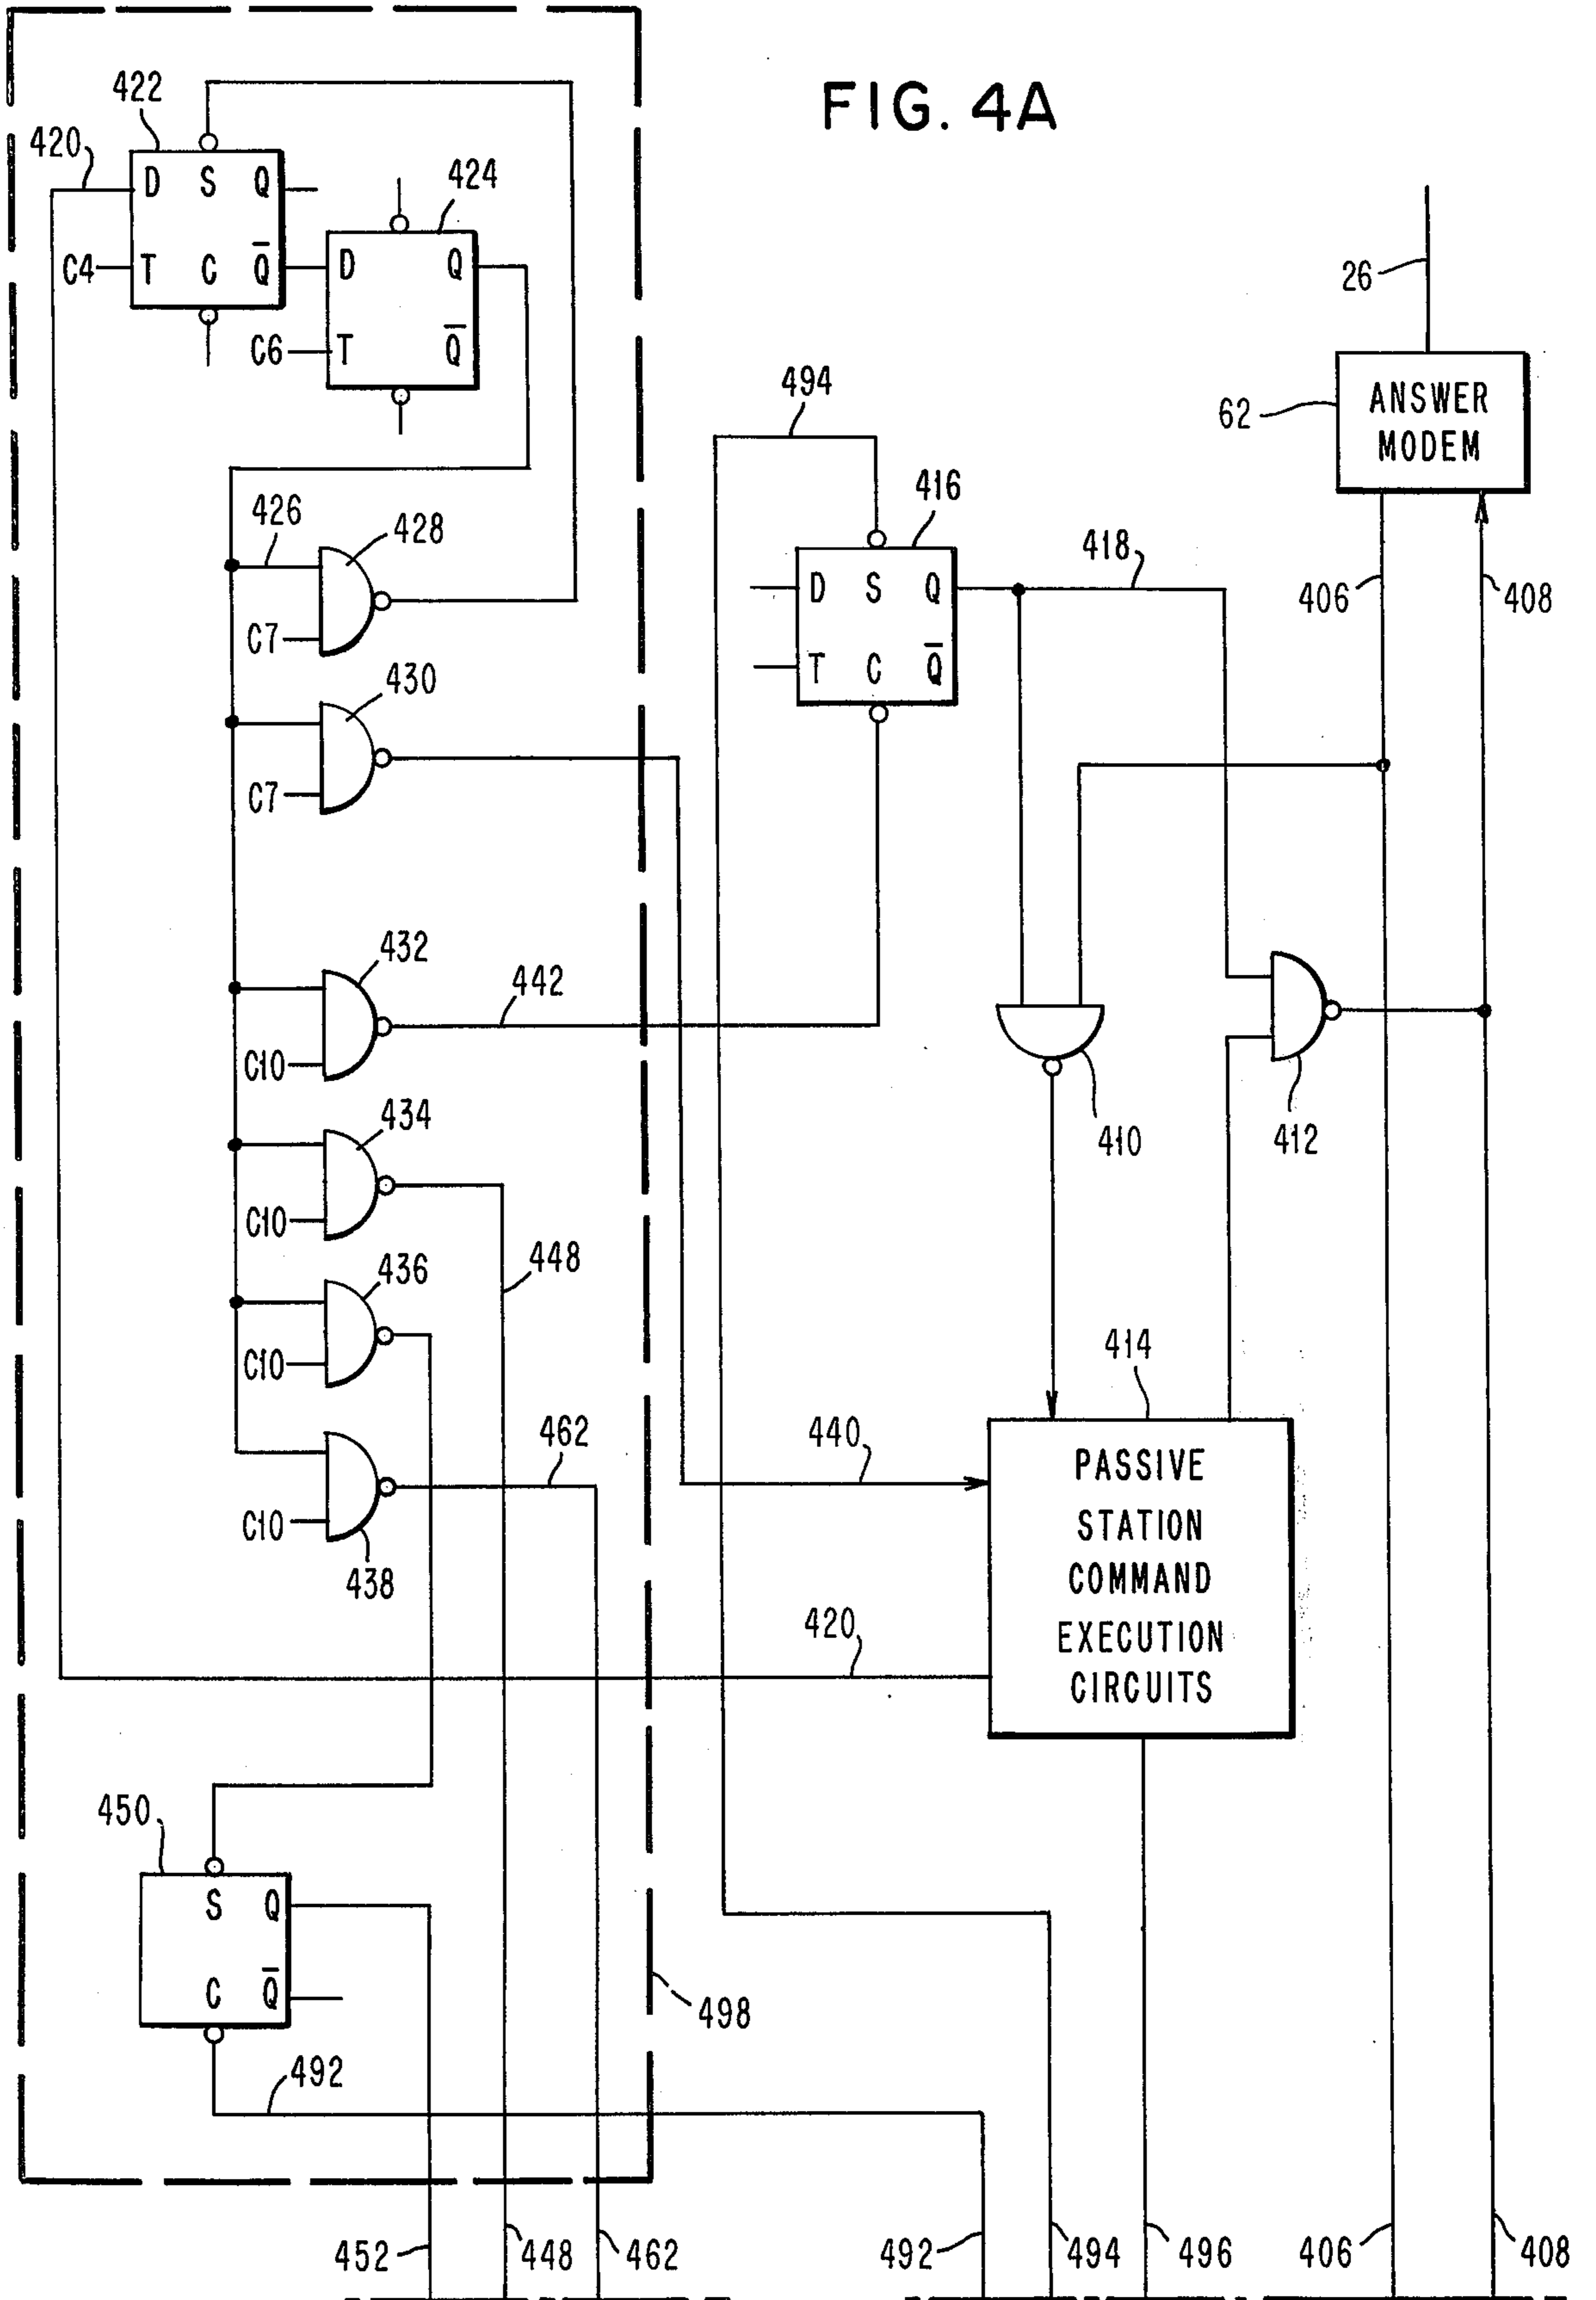 FIG. 4A
422
420
D S Q
424
C4 T C Q̅
D Q
26
C6 T Q̅
494
ANSWER
MODEM
62
416
426
428
418
D S Q
406
408
C7
T C Q̅
430
C7
432
442
C10
434
410
412
C10
436
448
414
C10
440
462
PASSIVE
STATION
COMMAND
EXECUTION
CIRCUITS
C10
438
420
450
S Q
C Q̅
498
492
452
448
462
492
494
496
406
408